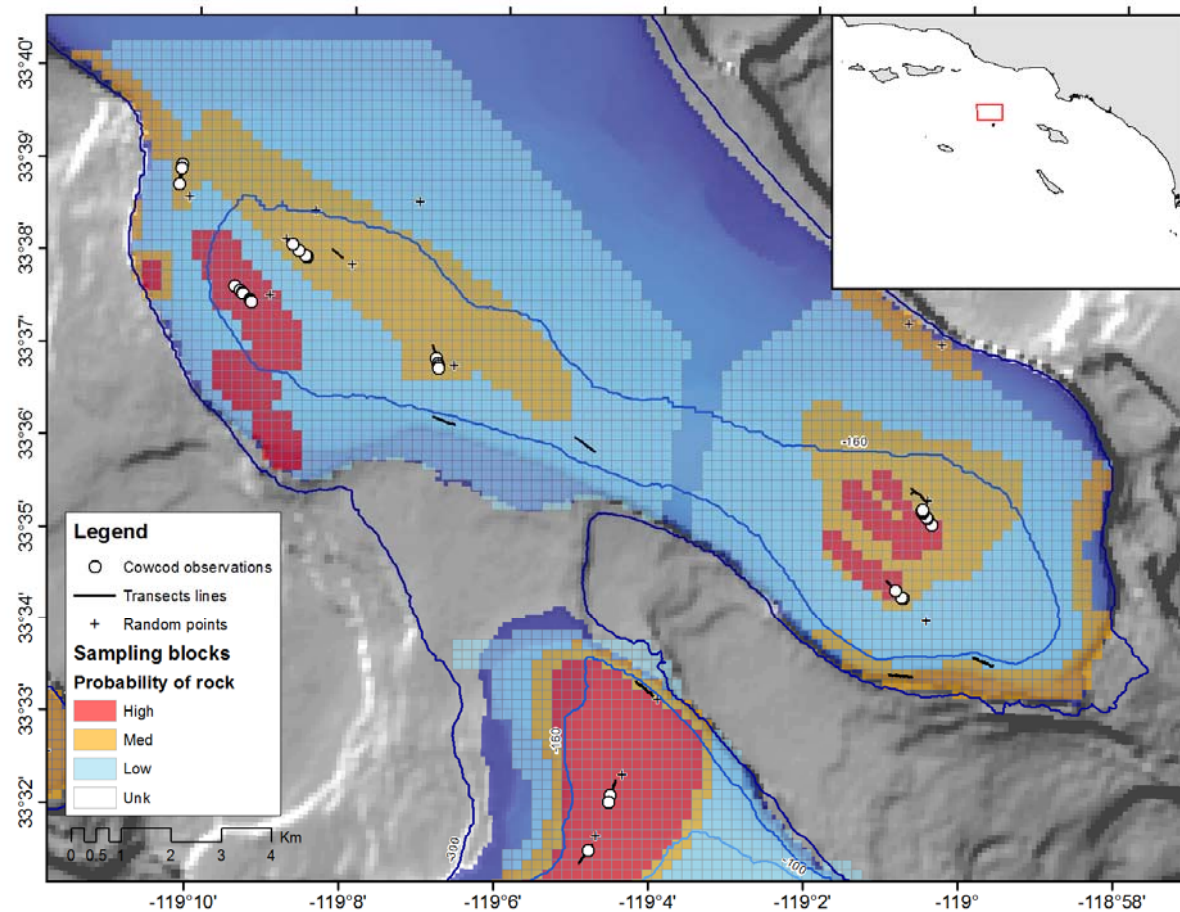 33°40'
33°39'
33°38'
33°37'
33°36'
33°35'
33°34'
33°33'
33°32'
-160
-160
-300
-100
Legend
Cowcod observations
Transects lines
Random points
Sampling blocks
Probability of rock
High
Med
Low
Unk
0 0.5 1 2 3 4 Km
-119°10' -119°8' -119°6' -119°4' -119°2' -119° -118°58'